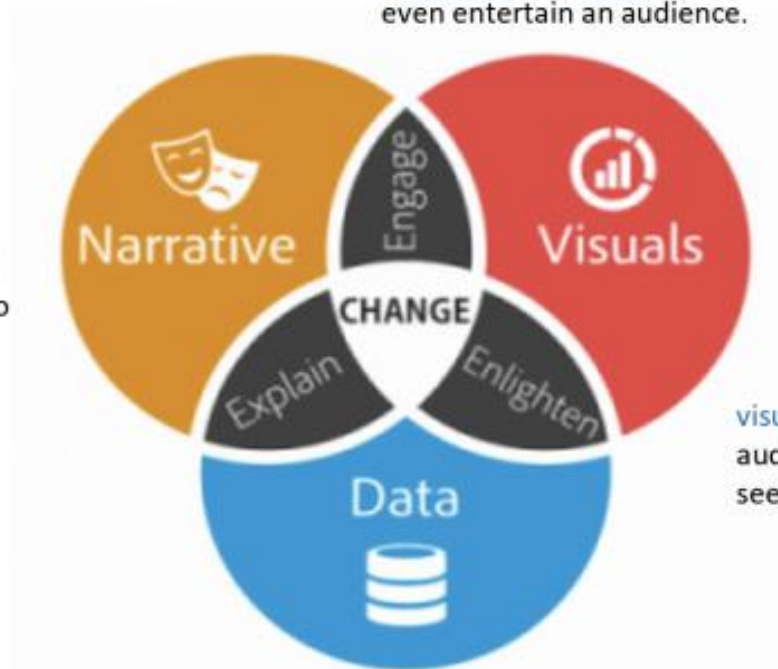 even entertain an audience.
Engage
Narrative
Visuals
CHANGE
Explain
Enlighten
Data